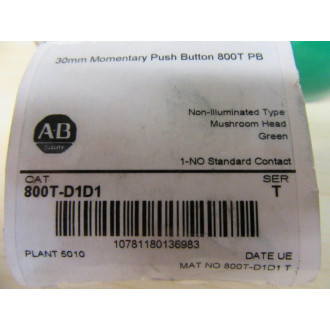 30mm Momentary Push Button 800T PB
Non-Illuminated Type
Mushroom Head
Green
A-B
Quality
1-NO Standard Contact
CAT SER
800T-D1D1 T
10781180136983
PLANT 5010 DATE UE
MAT NO 800T-D1D1 T